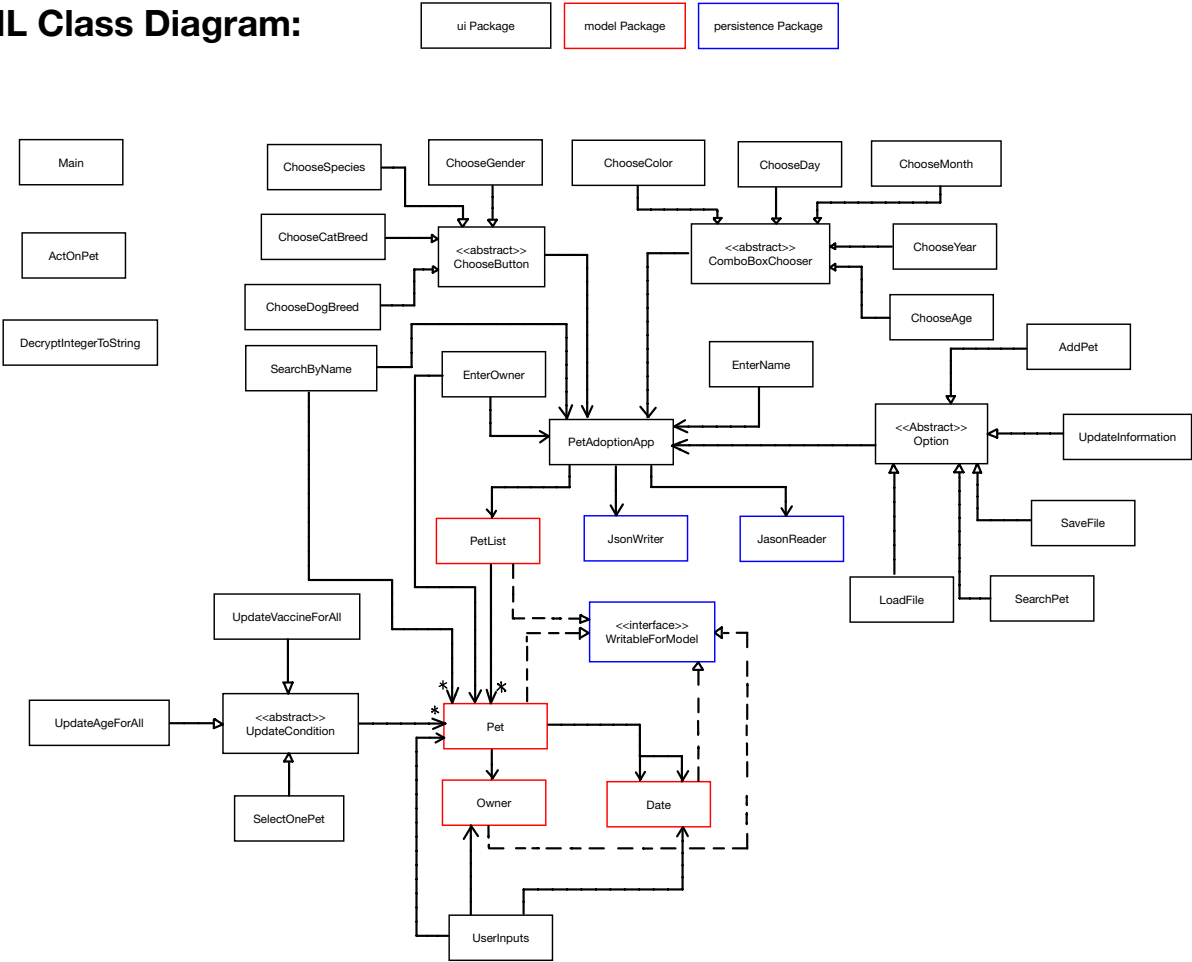 IL Class Diagram:
ui Package
model Package
persistence Package
Main
ChooseSpecies
ChooseGender
ChooseColor
ChooseDay
ChooseMonth
ActOnPet
ChooseCatBreed
<<abstract>>
ChooseButton
<<abstract>>
ComboBoxChooser
ChooseYear
ChooseDogBreed
ChooseAge
DecryptIntegerToString
SearchByName
EnterOwner
EnterName
AddPet
PetAdoptionApp
<<Abstract>>
Option
UpdateInformation
PetList
JsonWriter
JasonReader
SaveFile
LoadFile
SearchPet
UpdateVaccineForAll
<<interface>>
WritableForModel
*
*
*
UpdateAgeForAll
<<abstract>>
UpdateCondition
Pet
Owner
Date
SelectOnePet
UserInputs